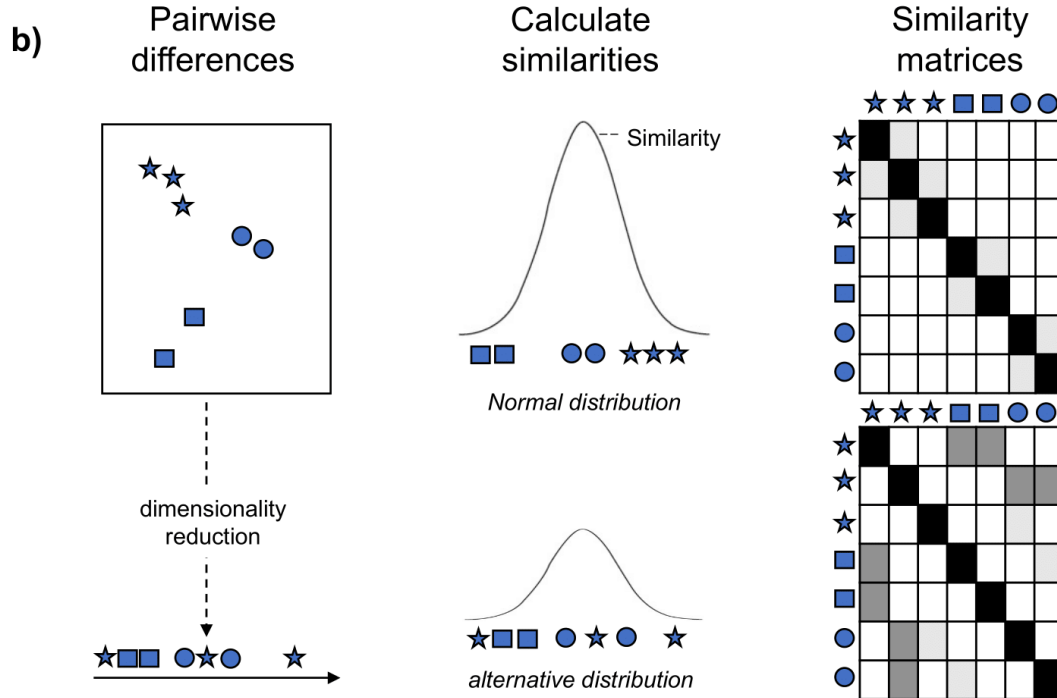 b)
Pairwise
differences
Calculate
similarities
Similarity
matrices
Similarity
Normal distribution
dimensionality
reduction
alternative distribution